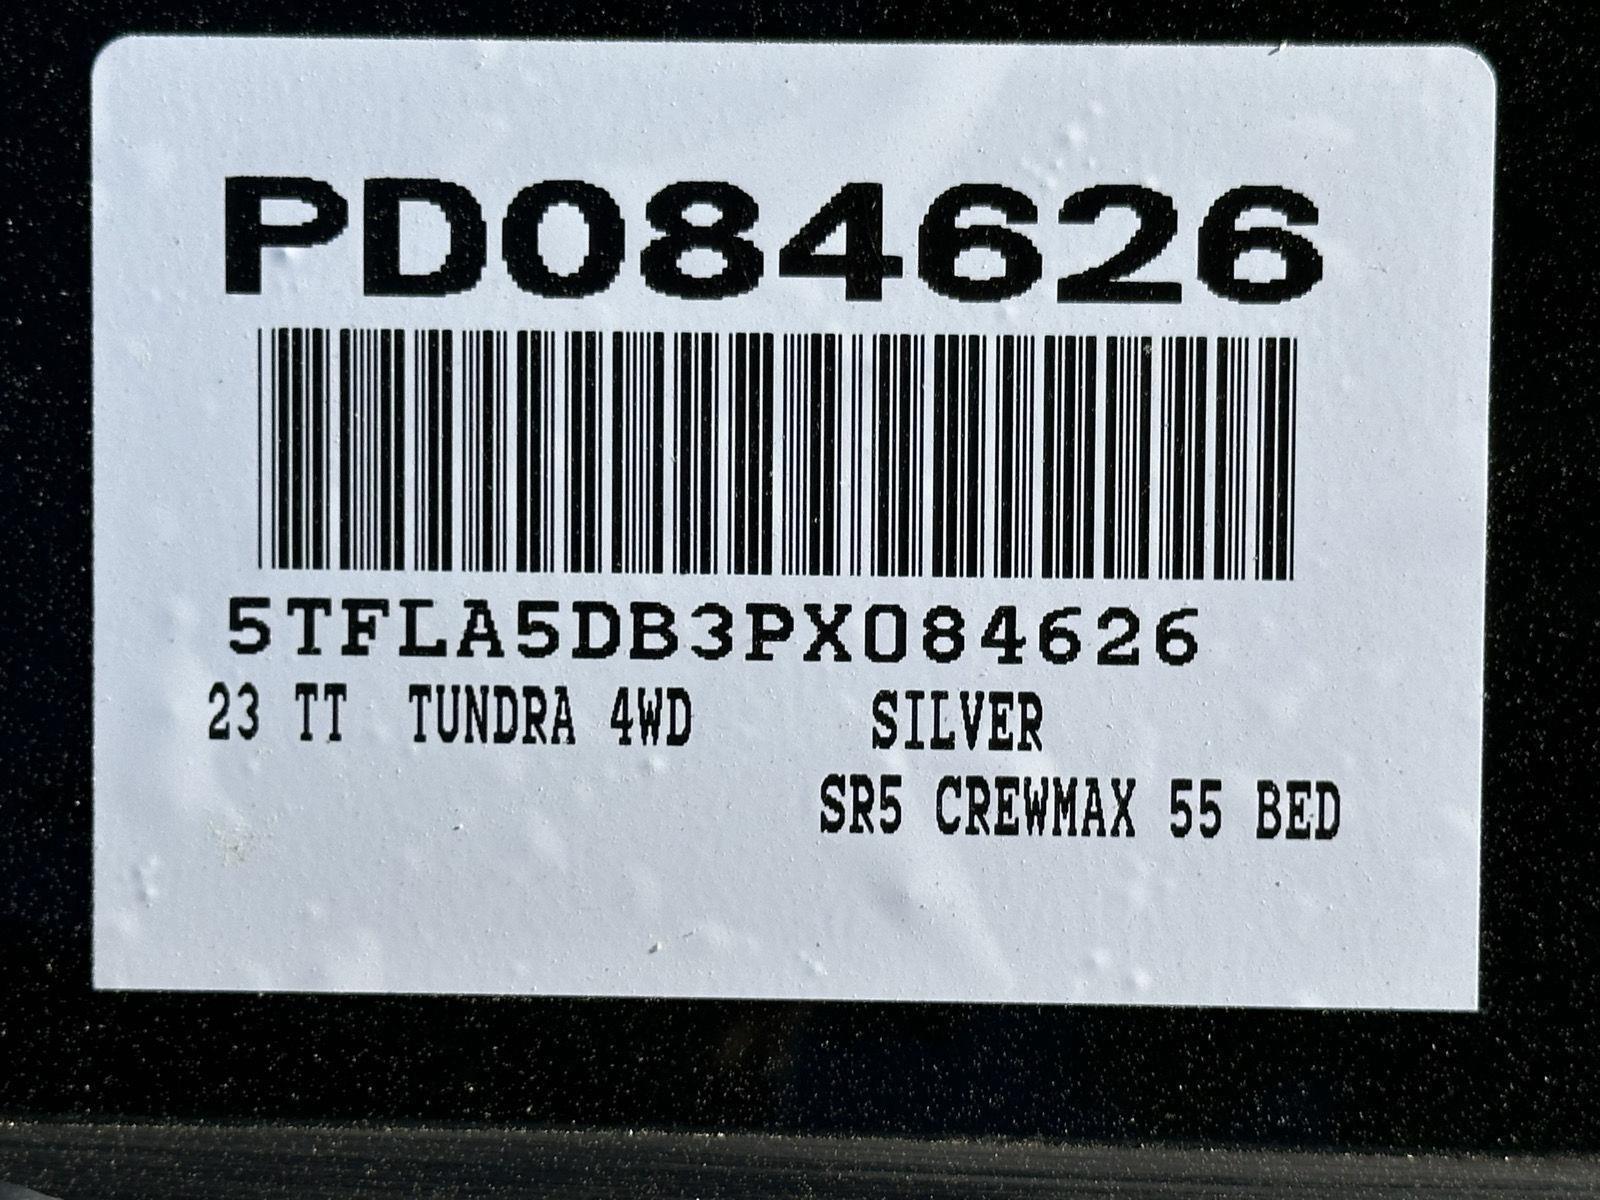 PD084626
5TFLA5DB3PX084626
23 TT TUNDRA 4WD SILVER
SR5 CREWMAX 55 BED